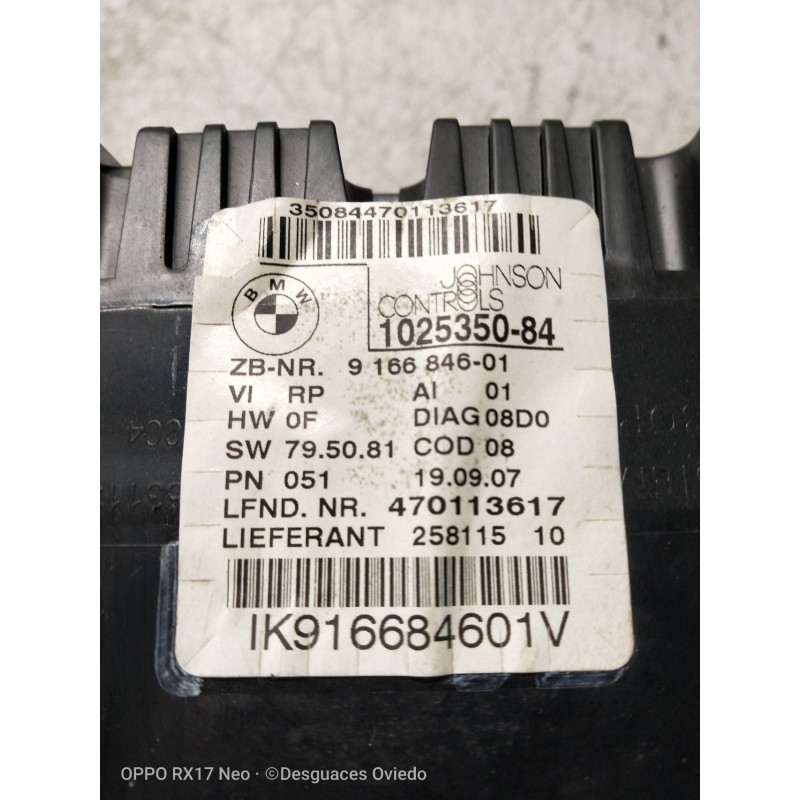 35084470113617
BMW
JOHNSON
CONTROLS
1025350-84
ZB-NR. 9 166 846-01
VI RP AI 01
HW 0F DIAG 08D0
SW 79.50.81 COD 08
PN 051 19.09.07
LFND. NR. 470113617
LIEFERANT 258115 10
IK916684601V
OPPO RX17 Neo · ©Desguaces Oviedo